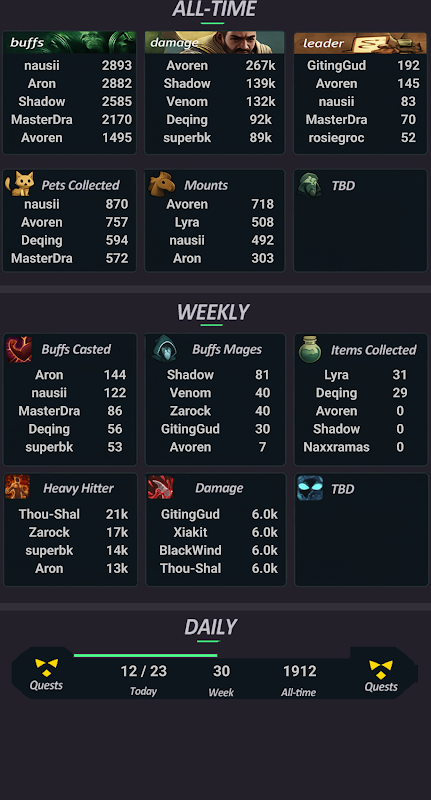 ALL-TIME
buffs
nausii 2893
Aron 2882
Shadow 2585
MasterDra 2170
Avoren 1495
damage
Avoren 267k
Shadow 139k
Venom 132k
Deqing 92k
superbk 89k
leader
GitingGud 192
Avoren 145
nausii 83
MasterDra 70
rosiegroc 52
Pets Collected
nausii 870
Avoren 757
Deqing 594
MasterDra 572
Mounts
Avoren 718
Lyra 508
nausii 492
Aron 303
TBD
WEEKLY
Buffs Casted
Aron 144
nausii 122
MasterDra 86
Deqing 56
superbk 53
Buffs Mages
Shadow 81
Venom 40
Zarock 40
GitingGud 30
Avoren 7
Items Collected
Lyra 31
Deqing 29
Avoren 0
Shadow 0
Naxxramas 0
Heavy Hitter
Thou-Shal 21k
Zarock 17k
superbk 14k
Aron 13k
Damage
GitingGud 6.0k
Xiakit 6.0k
BlackWind 6.0k
Thou-Shal 6.0k
TBD
DAILY
Quests
12 / 23
Today
30
Week
1912
All-time
Quests